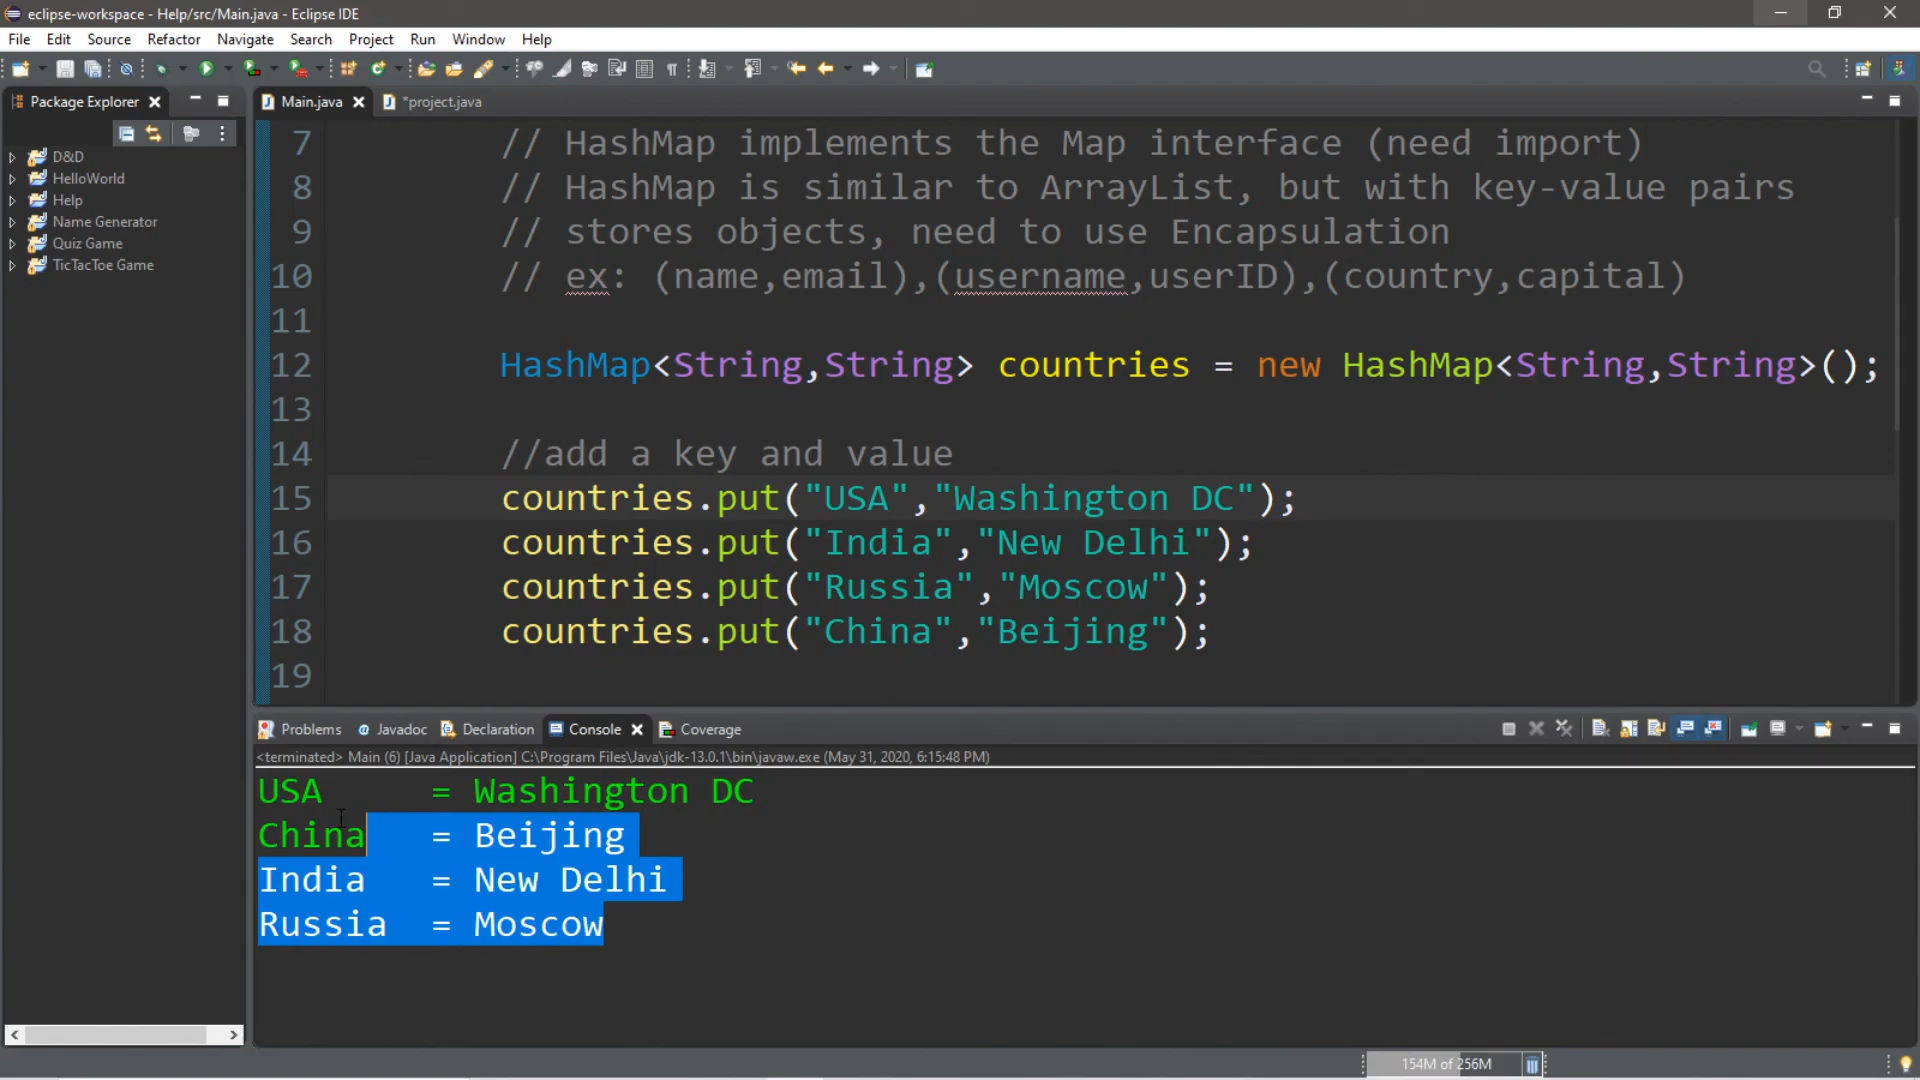 eclipse-workspace - Help/src/Main.java - Eclipse IDE
File Edit Source Refactor Navigate Search Project Run Window Help
Package Explorer
D&D
HelloWorld
Help
Name Generator
Quiz Game
TicTacToe Game
Main.java *project.java
7 // HashMap implements the Map interface (need import)
8 // HashMap is similar to ArrayList, but with key-value pairs
9 // stores objects, need to use Encapsulation
10 // ex: (name,email),(username,userID),(country,capital)
11
12 HashMap<String,String> countries = new HashMap<String,String>();
13
14 //add a key and value
15 countries.put("USA","Washington DC");
16 countries.put("India","New Delhi");
17 countries.put("Russia","Moscow");
18 countries.put("China","Beijing");
19
Problems Javadoc Declaration Console Coverage
<terminated> Main (6) [Java Application] C:\Program Files\Java\jdk-13.0.1\bin\javaw.exe (May 31, 2020, 6:15:48 PM)
USA = Washington DC
China = Beijing
India = New Delhi
Russia = Moscow
154M of 256M